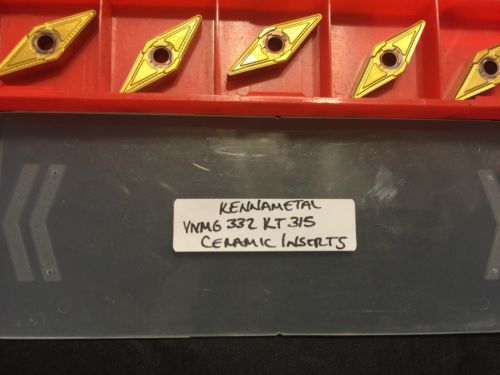 KENNAMETAL
VNMG 332 KT 315
CERAMIC INSERTS